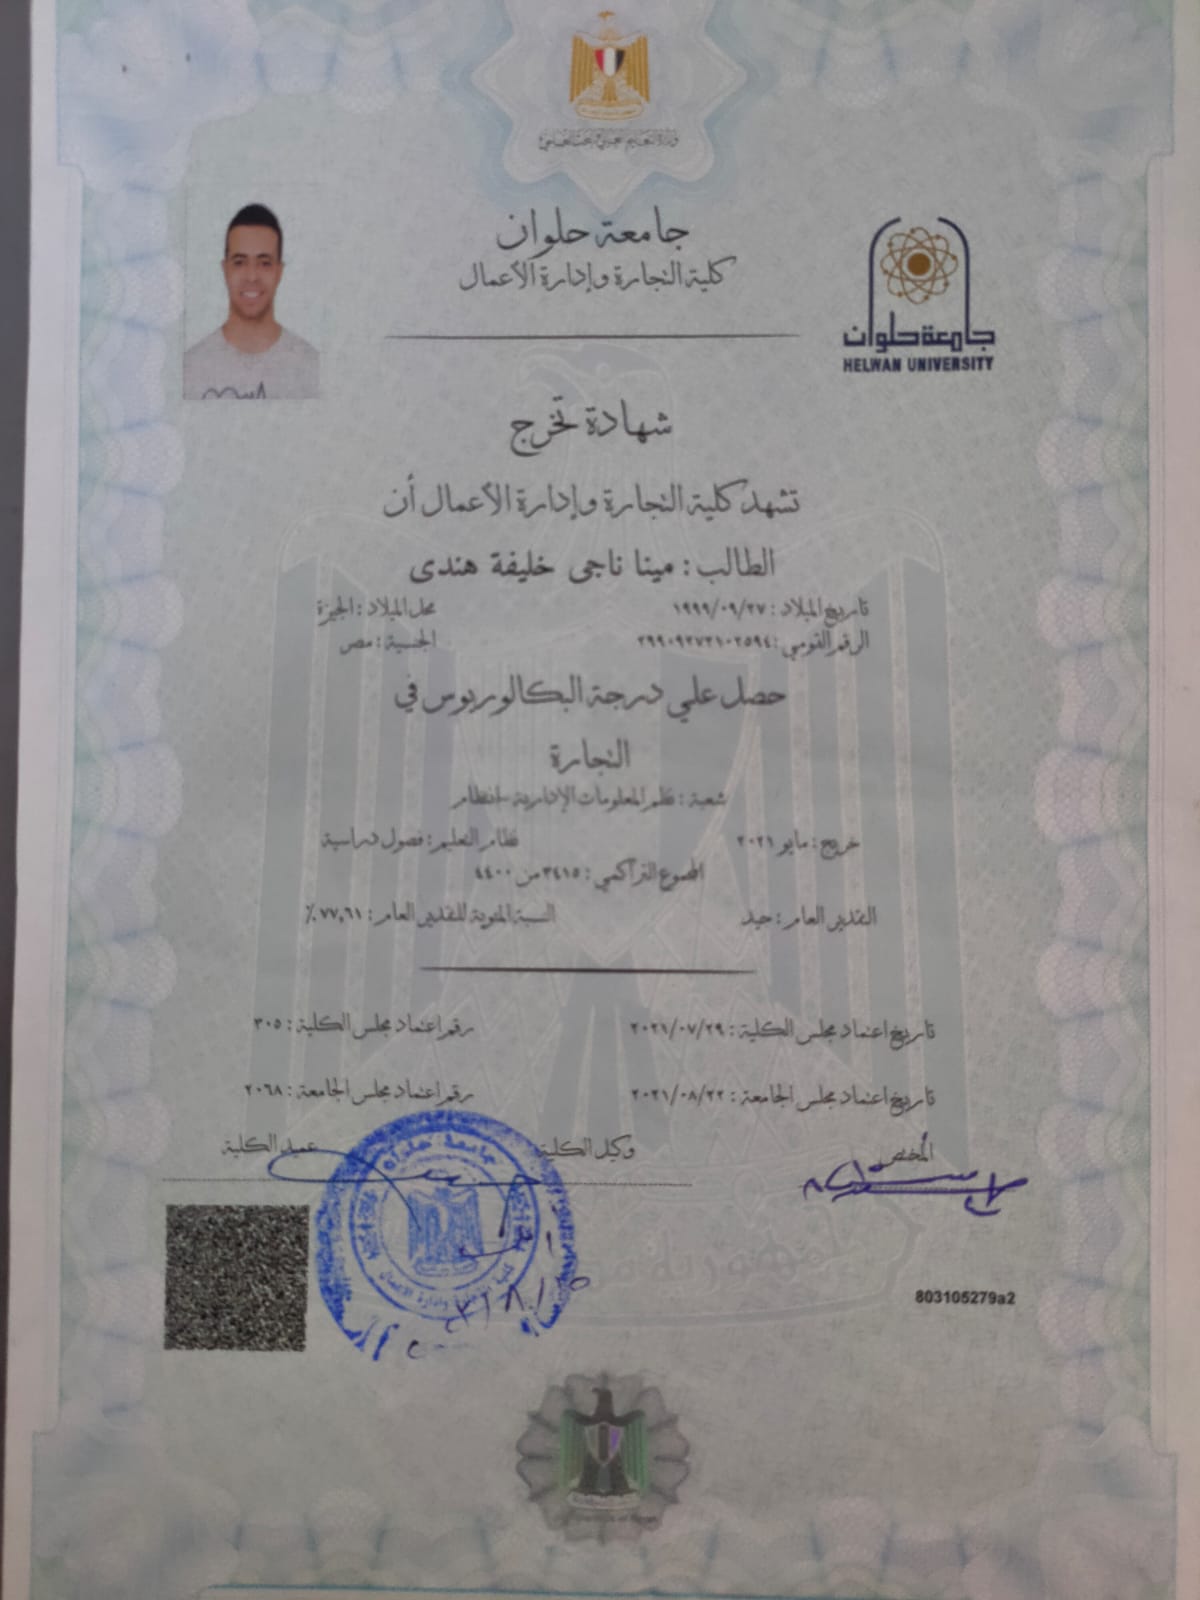 وزارة التعليم العالي والبحث العلمي
جامعة حلوان
كلية التجارة وإدارة الأعمال
جامعة حلوان
HELWAN UNIVERSITY
شهادة تخرج
تشهد كلية التجارة وإدارة الأعمال أن
الطالب : مينا ناجى خليفة هندى
تاريخ الميلاد : ١٩٩٩/٠٩/٢٧ محل الميلاد : الجيزة
الرقم القومي : ٢٩٩٠٩٢٧٢١٠٢٥٩٤ الجنسية : مصر
حصل علي درجة البكالوريوس في
التجارة
شعبة : نظم المعلومات الإدارية - انتظام
خريج : مايو ٢٠٢١ نظام التعليم : فصول دراسية
المجموع التراكمي : ٣٤١٥ من ٤٤٠٠
التقدير العام : جيد النسبة المئوية للتقدير العام : ٧٧,٦١٪
تاريخ اعتماد مجلس الكلية : ٢٠٢١/٠٧/٢٩ رقم اعتماد مجلس الكلية : ٣٠٥
تاريخ اعتماد مجلس الجامعة : ٢٠٢١/٠٨/٢٢ رقم اعتماد مجلس الجامعة : ٢٠٦٨
المختص وكيل الكلية عميد الكلية
جامعة حلوان
كلية التجارة وإدارة الأعمال
803105279a2